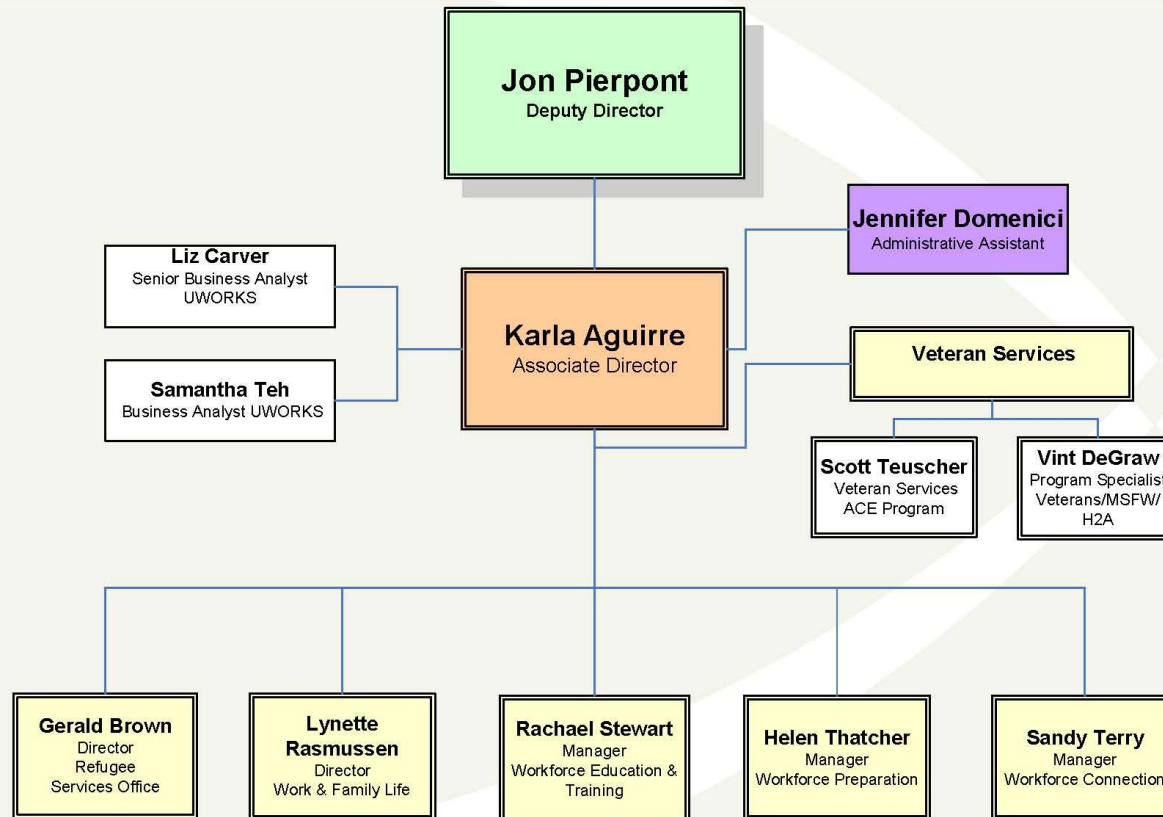 Jon Pierpont
Deputy Director
Jennifer Domenici
Administrative Assistant
Liz Carver
Senior Business Analyst
UWORKS
Karla Aguirre
Associate Director
Veteran Services
Samantha Teh
Business Analyst UWORKS
Scott Teuscher
Veteran Services
ACE Program
Vint DeGraw
Program Specialist
Veterans/MSFW/
H2A
Gerald Brown
Director
Refugee
Services Office
Lynette
Rasmussen
Director
Work & Family Life
Rachael Stewart
Manager
Workforce Education &
Training
Helen Thatcher
Manager
Workforce Preparation
Sandy Terry
Manager
Workforce Connection